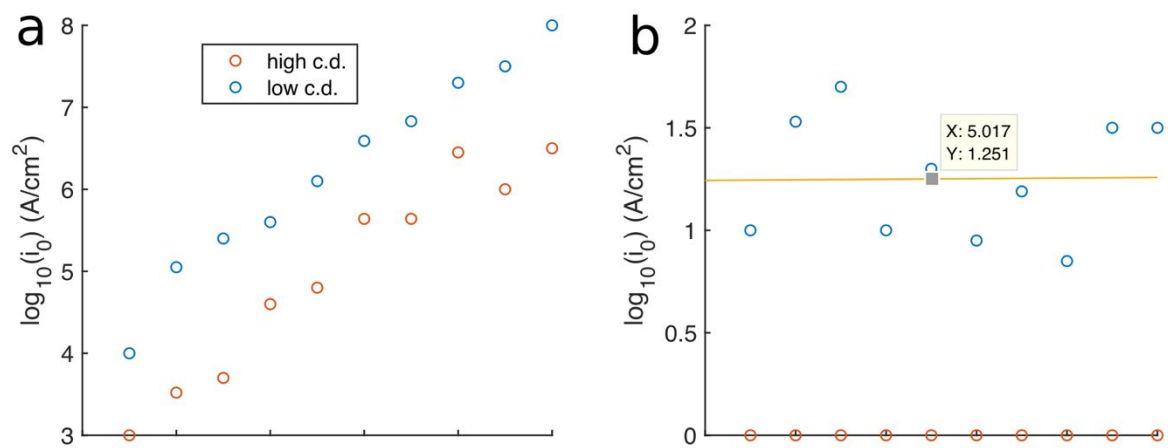 a
8
7
6
5
4
3
log10(i0) (A/cm2)
high c.d.
low c.d.
b
2
1.5
1
0.5
0
log10(i0) (A/cm2)
X: 5.017
Y: 1.251